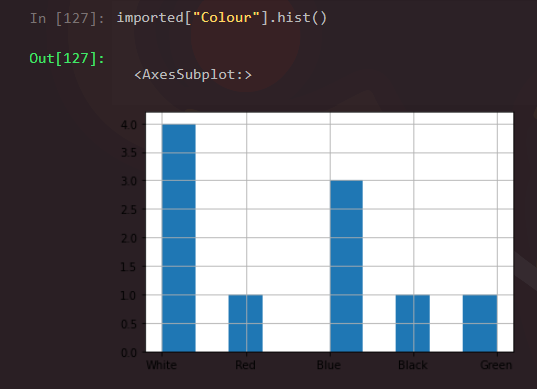 In [127]: imported["Colour"].hist()
Out[127]:
<AxesSubplot:>
4.0
3.5
3.0
2.5
2.0
1.5
1.0
0.5
0.0
White Red Blue Black Green